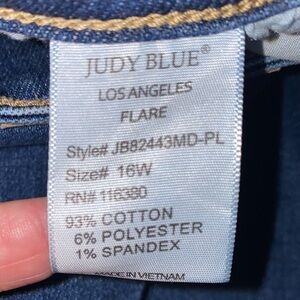 JUDY BLUE®
LOS ANGELES
FLARE
Style# JB82443MD-PL
Size# 16W
RN# 116380
93% COTTON
6% POLYESTER
1% SPANDEX
MADE IN VIETNAM